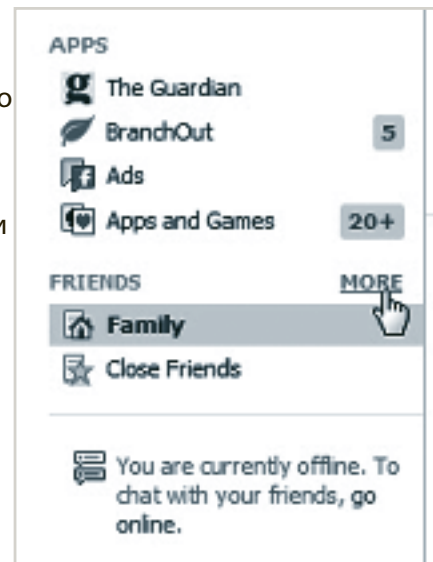 о
и
APPS
The Guardian
BranchOut 5
Ads
Apps and Games 20+
FRIENDS MORE
Family
Close Friends
You are currently offline. To
chat with your friends, go
online.